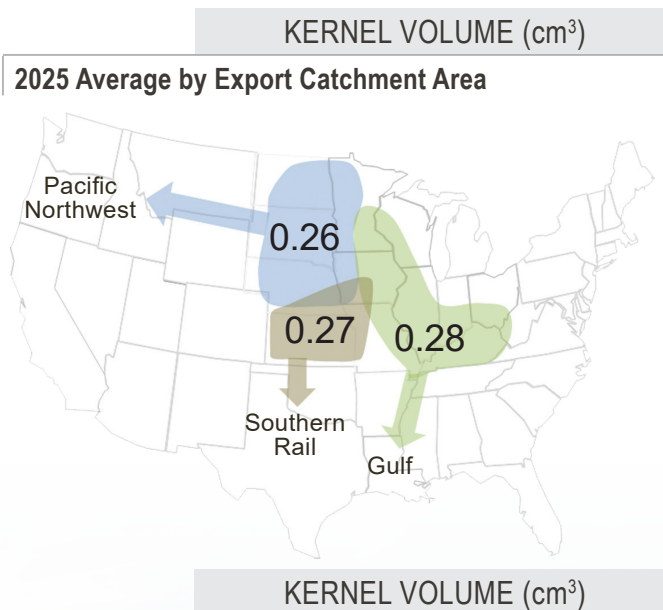 KERNEL VOLUME (cm³)
2025 Average by Export Catchment Area
Pacific
Northwest
0.26
0.27
0.28
Southern
Rail
Gulf
KERNEL VOLUME (cm³)